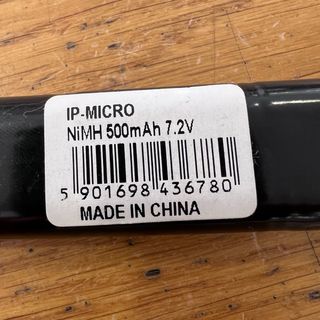 IP-MICRO
NiMH 500mAh 7.2V
5 901698 436780
MADE IN CHINA